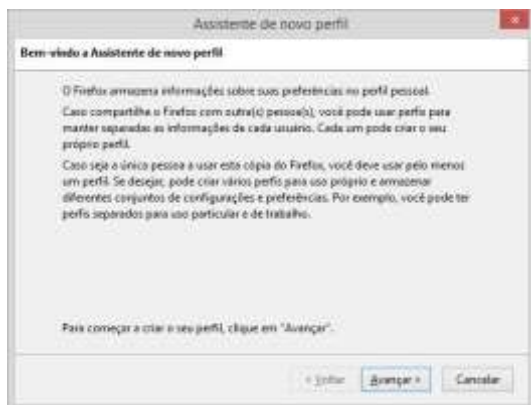 Assistente de novo perfil
Bem-vindo a Assistente de novo perfil
O Firefox armazena informações sobre suas preferências no perfil pessoal.
Caso compartilhe o Firefox com outra(s) pessoa(s), você pode usar perfis para
manter separadas as informações de cada usuário. Cada um pode criar o seu
próprio perfil.
Caso seja a única pessoa a usar esta cópia do Firefox, você deve usar pelo menos
um perfil. Se desejar, pode criar vários perfis para uso próprio e armazenar
diferentes conjuntos de configurações e preferências. Por exemplo, você pode ter
perfis separados para uso particular e de trabalho.
Para começar a criar o seu perfil, clique em "Avançar".
< Voltar Avançar > Cancelar